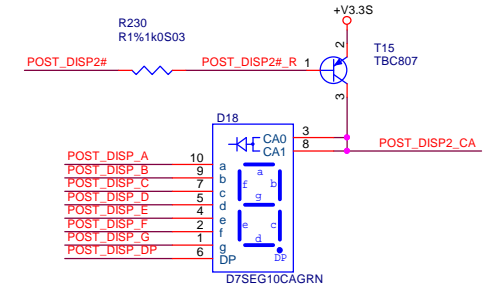 +V3.3S
R230
R1%1k0S03
POST_DISP2#
POST_DISP2#_R
1
2
3
T15
TBC807
D18
CA0
CA1
3
8
POST_DISP2_CA
POST_DISP_A 10 a
POST_DISP_B 9 b
POST_DISP_C 7 c
POST_DISP_D 5 d
POST_DISP_E 4 e
POST_DISP_F 2 f
POST_DISP_G 1 g
POST_DISP_DP 6 DP
a
f b
g
e c
d
DP
D7SEG10CAGRN